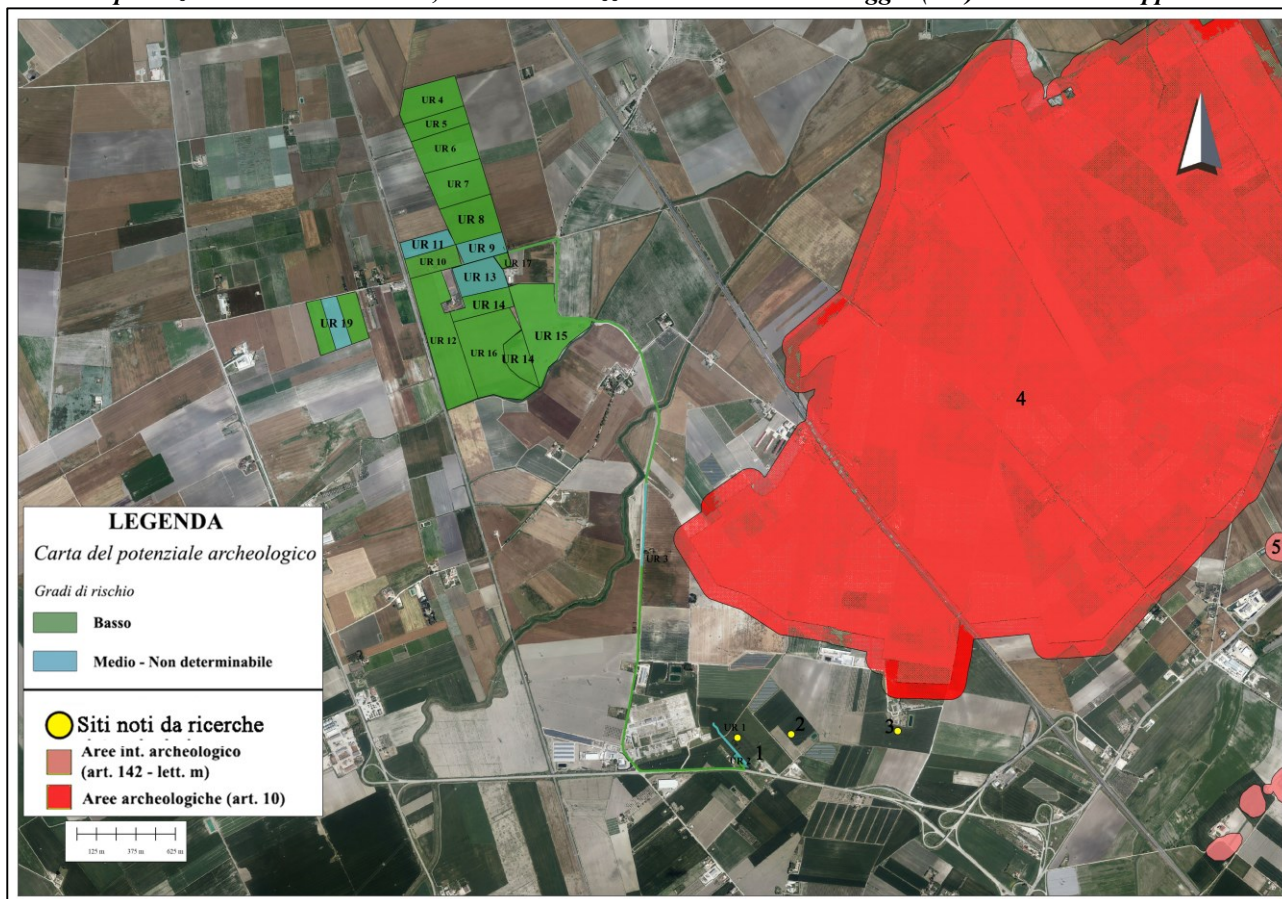 UR 4
UR 5
UR 6
UR 7
UR 8
UR 11
UR 9
UR 10
UR 17
UR 13
UR 14
UR 19
UR 12
UR 15
UR 16
UR 14
4
5
UR 3
UR 1
UR 2
1
2
3
LEGENDA
Carta del potenziale archeologico
Gradi di rischio
Basso
Medio - Non determinabile
Siti noti da ricerche
Aree int. archeologico
(art. 142 - lett. m)
Aree archeologiche (art. 10)
125 m 375 m 625 m